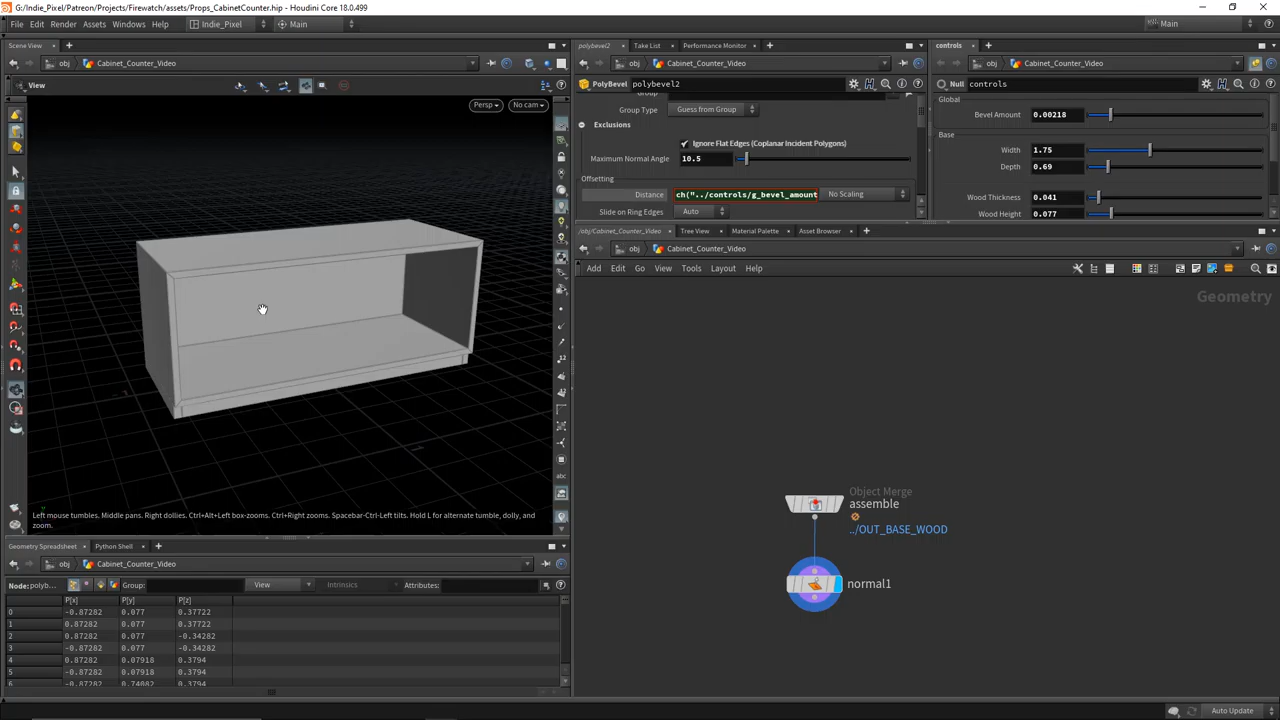 G:/Indie_Pixel/Patreon/Projects/Firewatch/assets/Props_CabinetCounter.hip - Houdini Core 18.0.499
File Edit Render Assets Windows Help Indie_Pixel Main Main
Scene View
obj Cabinet_Counter_Video
View
Persp No cam
Left mouse tumbles. Middle pans. Right dollies. Ctrl+Alt+Left box-zooms. Ctrl+Right zooms. Spacebar-Ctrl-Left tilts. Hold L for alternate tumble, dolly, and
zoom.
12
abc
Geometry Spreadsheet Python Shell
obj Cabinet_Counter_Video
Node: polyb... Group: View Intrinsics Attributes:
P[x] P[y] P[z]
0 -0.87282 0.077 0.37722
1 0.87282 0.077 0.37722
2 0.87282 0.077 -0.34282
3 -0.87282 0.077 -0.34282
4 0.87282 0.07918 0.3794
5 -0.87282 0.07918 0.3794
6 -0.87282 0.74082 0.3794
polybevel2 Take List Performance Monitor
obj Cabinet_Counter_Video
PolyBevel polybevel2
Group
Group Type Guess from Group
Exclusions
Ignore Flat Edges (Coplanar Incident Polygons)
Maximum Normal Angle 10.5
Offsetting
Distance ch("../controls/g_bevel_amount No Scaling
Slide on Ring Edges Auto
controls
obj Cabinet_Counter_Video
Null controls
Global
Bevel Amount 0.00218
Base
Width 1.75
Depth 0.69
Wood Thickness 0.041
Wood Height 0.077
/obj/Cabinet_Counter_Video Tree View Material Palette Asset Browser
obj Cabinet_Counter_Video
Add Edit Go View Tools Layout Help
Geometry
Object Merge
assemble
../OUT_BASE_WOOD
normal1
Auto Update